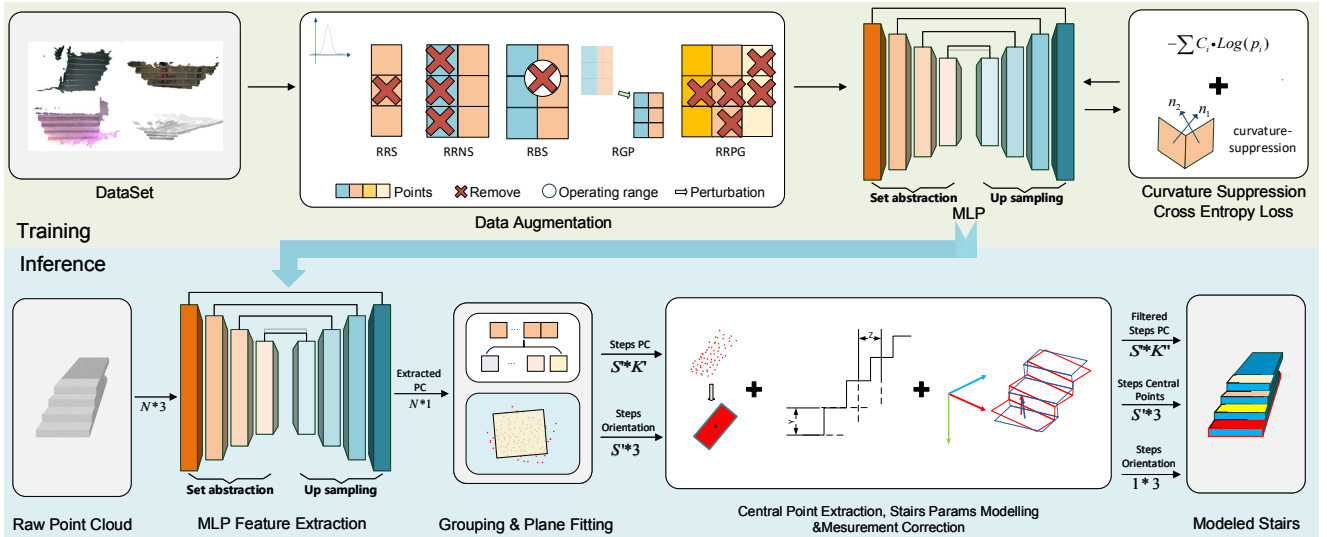 DataSet
RRS
RRNS
RBS
RGP
RRPG
Points
Remove
Operating range
Perturbation
Data Augmentation
Set abstraction
Up sampling
MLP
−∑ C_i•Log(p_i)
n_2
n_1
curvature-
suppression
Curvature Suppression
Cross Entropy Loss
Training
Inference
Raw Point Cloud
N*3
Set abstraction
Up sampling
MLP Feature Extraction
Extracted
PC
N*1
...
...
...
Grouping & Plane Fitting
Steps PC
S'*K'
Steps
Orientation
S'*3
Z
Y
Central Point Extraction, Stairs Params Modelling
&Mesurement Correction
Filtered
Steps PC
S'*K"
Steps Central
Points
S'*3
Steps
Orientation
1*3
Modeled Stairs